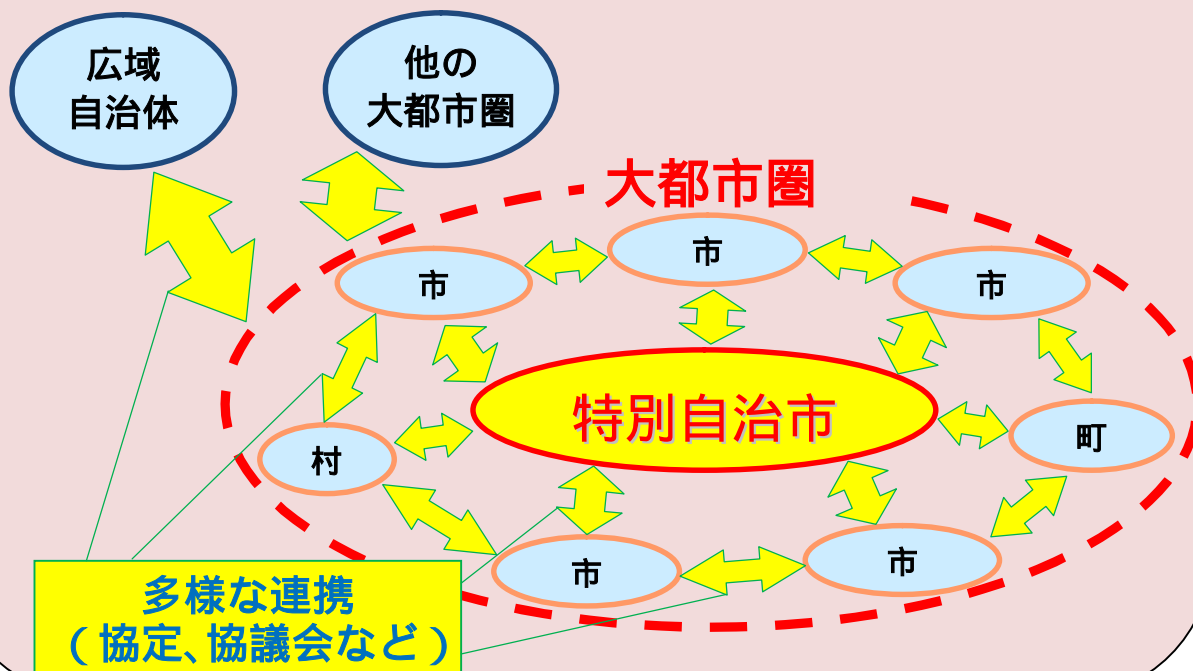 広域
自治体
他の
大都市圏
大都市圏
市
市
市
特別自治市
村
町
市
市
多様な連携
(協定、協議会など)